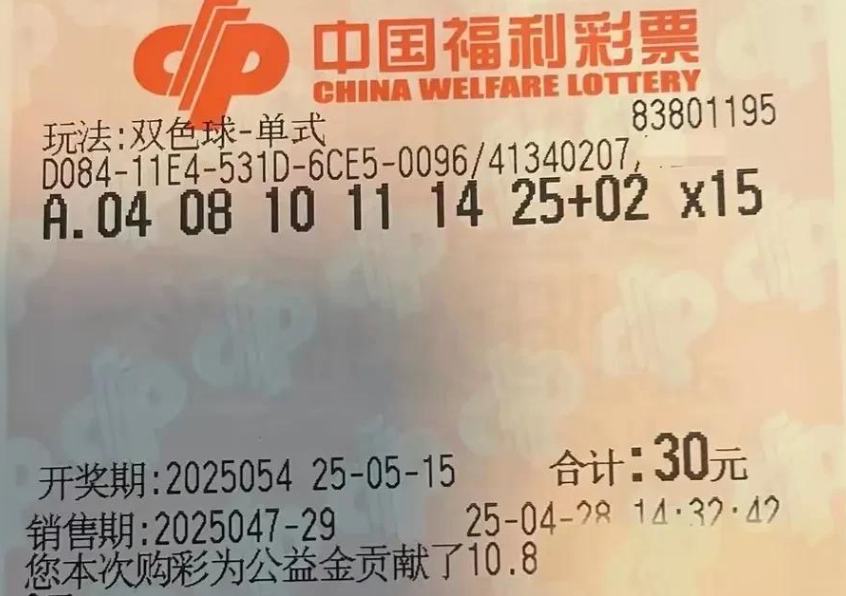 中国福利彩票
CHINA WELFARE LOTTERY
83801195
玩法:双色球-单式
D084-11E4-531D-6CE5-0096/41340207,
A.04 08 10 11 14 25+02 x15
开奖期:2025054 25-05-15 合计:30元
销售期:2025047-29 25-04-28 14:32:42
您本次购彩为公益金贡献了10.8